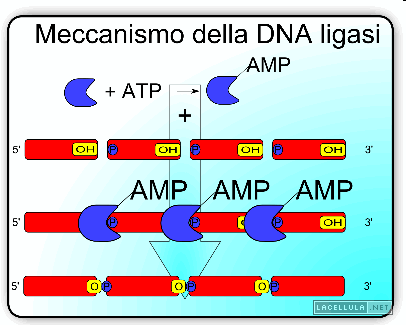 Meccanismo della DNA ligasi
+ ATP
AMP
+
5' OH P OH P OH P OH 3'
AMP AMP AMP
5' P P O P OH 3'
5' O P O P O P 3'
LACELLULA.NET